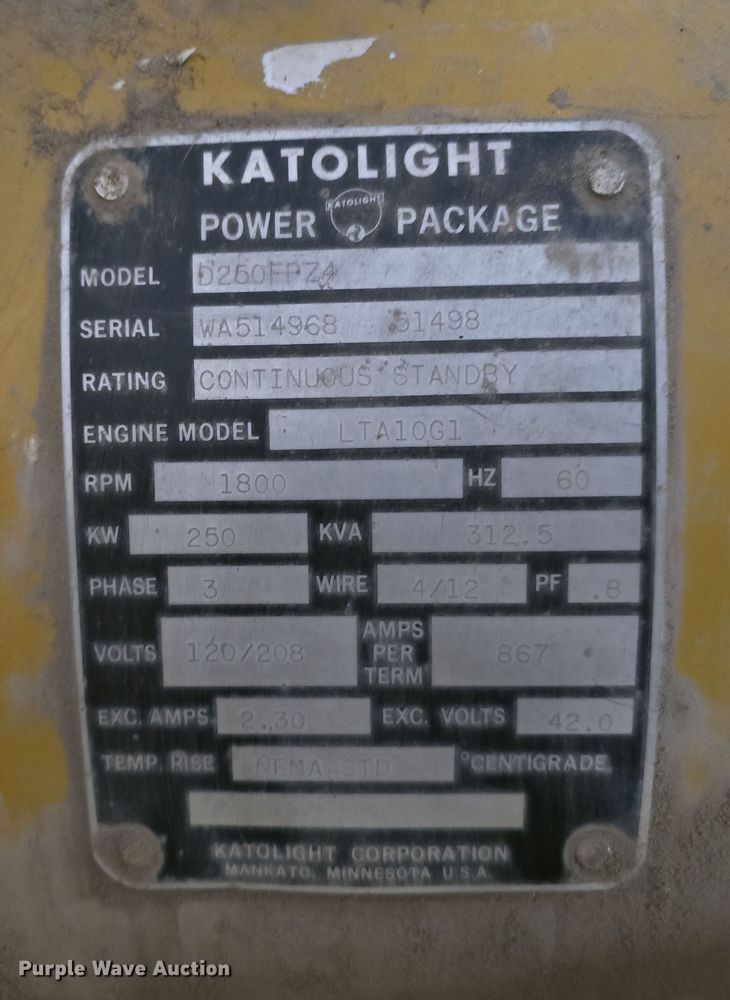 KATOLIGHT
POWER KATOLIGHT PACKAGE
MODEL D250FPZ4
SERIAL WA514968 51498
RATING CONTINUOUS STANDBY
ENGINE MODEL LTA10G1
RPM 1800 HZ 60
KW 250 KVA 312.5
PHASE 3 WIRE 4/12 PF .8
VOLTS 120/208 AMPS PER TERM 867
EXC. AMPS. 2.30 EXC. VOLTS 42.0
TEMP. RISE NEMA STD °CENTIGRADE
KATOLIGHT CORPORATION
MANKATO, MINNESOTA U.S.A.
Purple Wave Auction